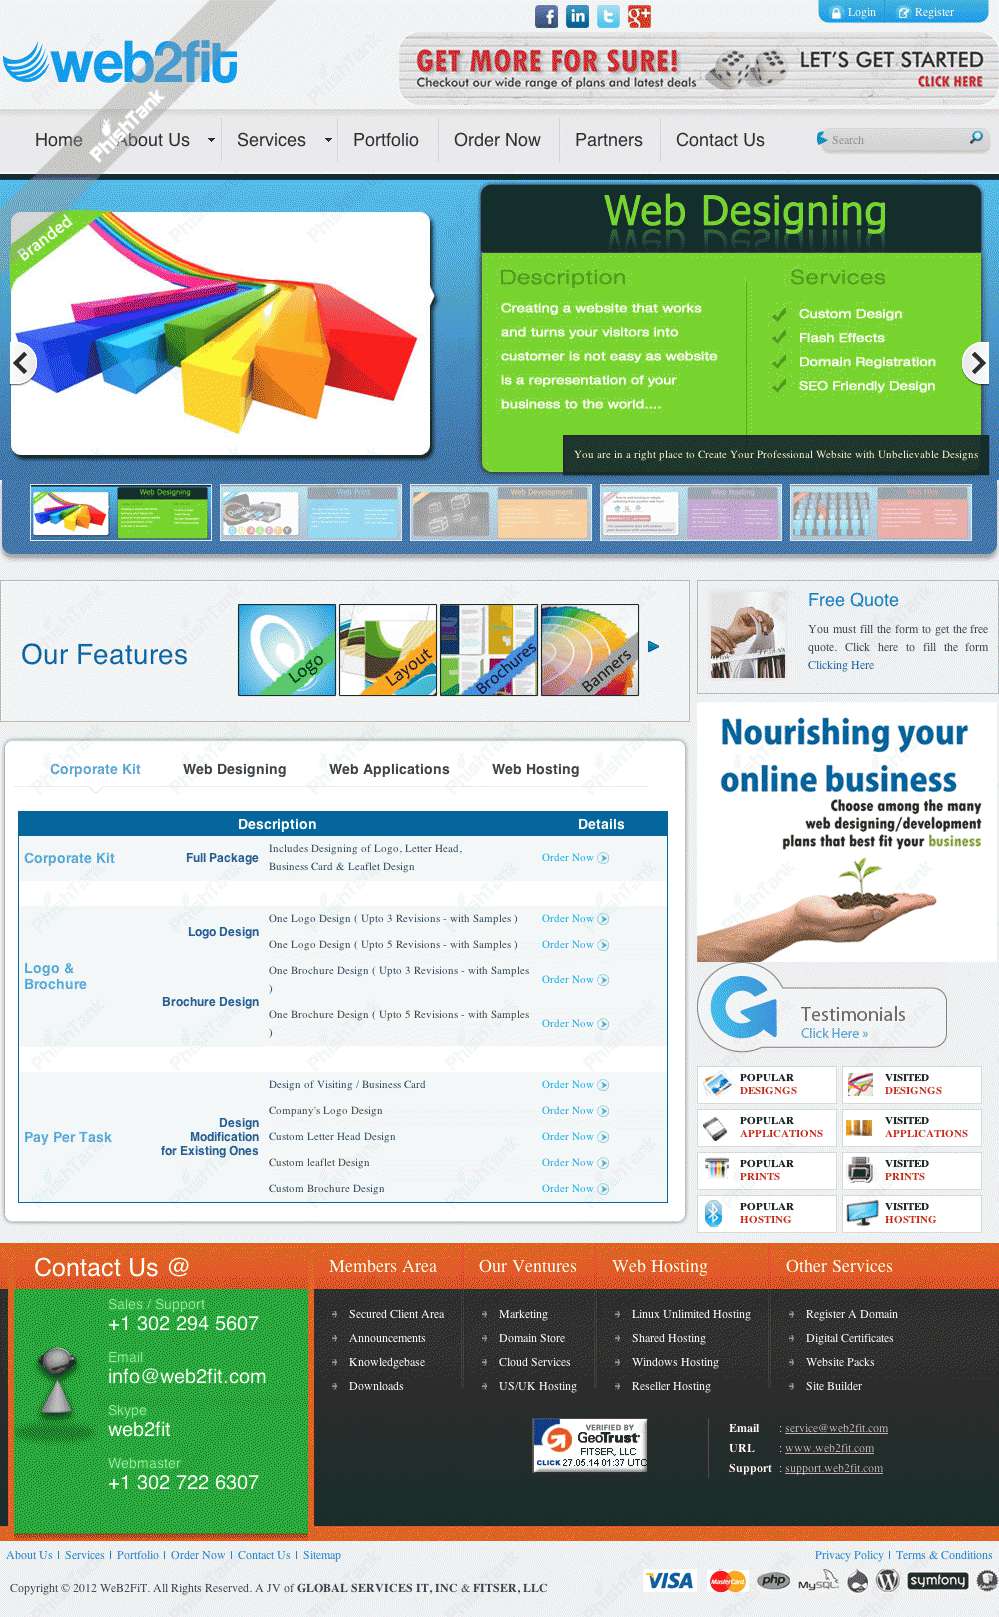 Login
Register
web2fit
GET MORE FOR SURE!
Checkout our wide range of plans and latest deals
LET'S GET STARTED
CLICK HERE
PhishTank
Home
About Us
Services
Portfolio
Order Now
Partners
Contact Us
Search
Branded
Web Designing
Description
Creating a website that works
and turns your visitors into
customer is not easy as website
is a representation of your
business to the world....
Services
Custom Design
Flash Effects
Domain Registration
SEO Friendly Design
You are in a right place to Create Your Professional Website with Unbelievable Designs
Web Designing
Web Print
Web Development
Web Hosting
Our Features
Logo
Layout
Brochures
Banners
Free Quote
You must fill the form to get the free
quote. Click here to fill the form
Clicking Here
Nourishing your
online business
Choose among the many
web designing/development
plans that best fit your business
Testimonials
Click Here »
Corporate Kit
Web Designing
Web Applications
Web Hosting
Description
Details
Corporate Kit
Full Package
Includes Designing of Logo, Letter Head,
Business Card & Leaflet Design
Order Now
Logo &
Brochure
Logo Design
One Logo Design ( Upto 3 Revisions - with Samples )
Order Now
One Logo Design ( Upto 5 Revisions - with Samples )
Order Now
Brochure Design
One Brochure Design ( Upto 3 Revisions - with Samples
)
Order Now
One Brochure Design ( Upto 5 Revisions - with Samples
)
Order Now
Pay Per Task
Design
Modification
for Existing Ones
Design of Visiting / Business Card
Order Now
Company's Logo Design
Order Now
Custom Letter Head Design
Order Now
Custom leaflet Design
Order Now
Custom Brochure Design
Order Now
POPULAR
DESIGNGS
VISITED
DESIGNGS
POPULAR
APPLICATIONS
VISITED
APPLICATIONS
POPULAR
PRINTS
VISITED
PRINTS
POPULAR
HOSTING
VISITED
HOSTING
Contact Us @
Sales / Support
+1 302 294 5607
Email
info@web2fit.com
Skype
web2fit
Webmaster
+1 302 722 6307
Members Area
Secured Client Area
Announcements
Knowledgebase
Downloads
Our Ventures
Marketing
Domain Store
Cloud Services
US/UK Hosting
Web Hosting
Linux Unlimited Hosting
Shared Hosting
Windows Hosting
Reseller Hosting
Other Services
Register A Domain
Digital Certificates
Website Packs
Site Builder
VERIFIED BY
GeoTrust
FITSER, LLC
CLICK 27.05.14 01:37 UTC
Email : service@web2fit.com
URL : www.web2fit.com
Support : support.web2fit.com
About Us | Services | Portfolio | Order Now | Contact Us | Sitemap
Privacy Policy | Terms & Conditions
Copyright © 2012 WeB2FiT. All Rights Reserved. A JV of GLOBAL SERVICES IT, INC & FITSER, LLC
VISA
MasterCard
php
MySQL
symfony